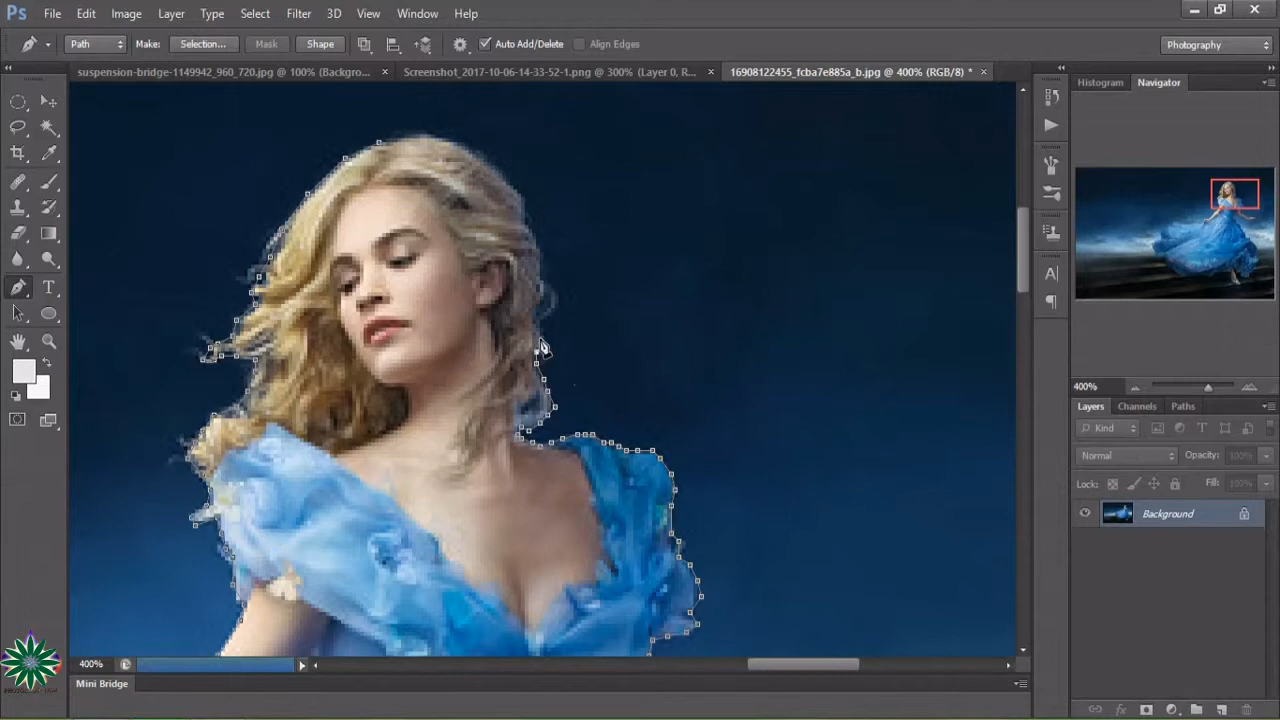 Ps File Edit Image Layer Type Select Filter 3D View Window Help
Path Make: Selection... Mask Shape Auto Add/Delete Align Edges Photography
suspension-bridge-1149942_960_720.jpg @ 100% (Backgro... × Screenshot_2017-10-06-14-33-52-1.png @ 300% (Layer 0, R... × 16908122455_fcba7e885a_b.jpg @ 400% (RGB/8) * ×
Histogram Navigator
400%
Layers Channels Paths
Kind
Normal Opacity: 100%
Lock: Fill: 100%
Background
400%
Mini Bridge